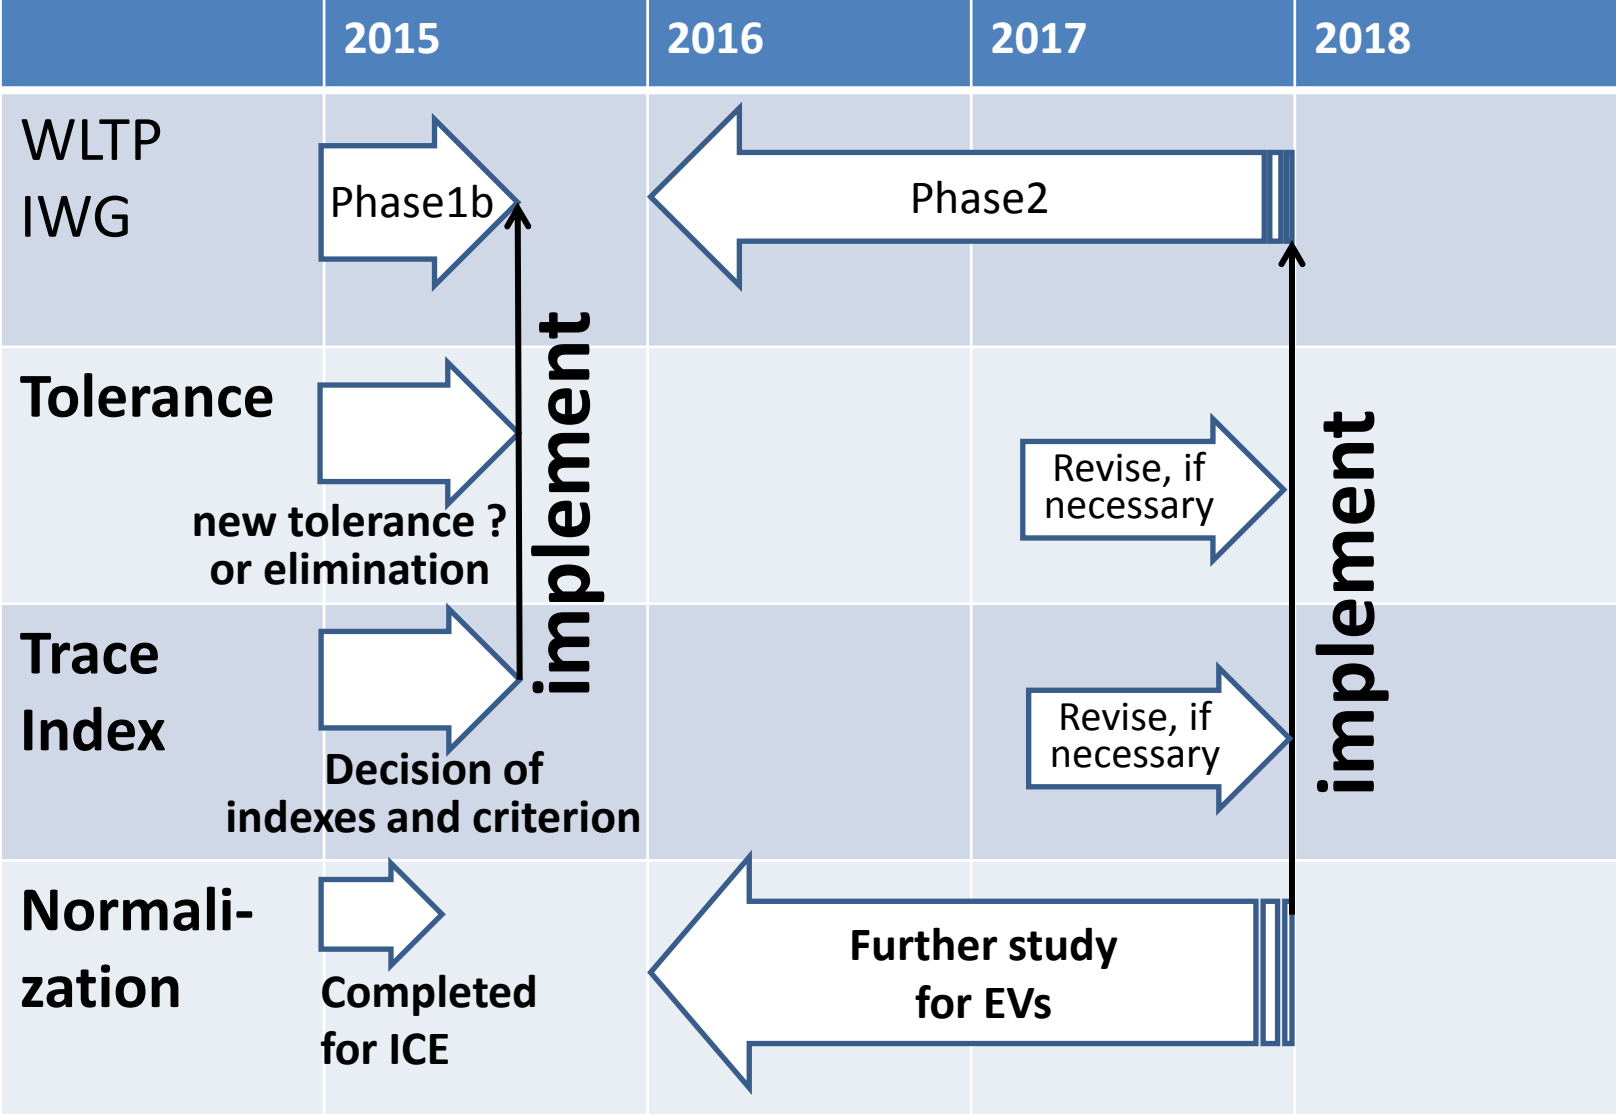 2015
2016
2017
2018
WLTP
IWG
Phase1b
Phase2
Tolerance
new tolerance ?
or elimination
Revise, if
necessary
implement
implement
Trace
Index
Decision of
indexes and criterion
Revise, if
necessary
Normali-
zation
Completed
for ICE
Further study
for EVs